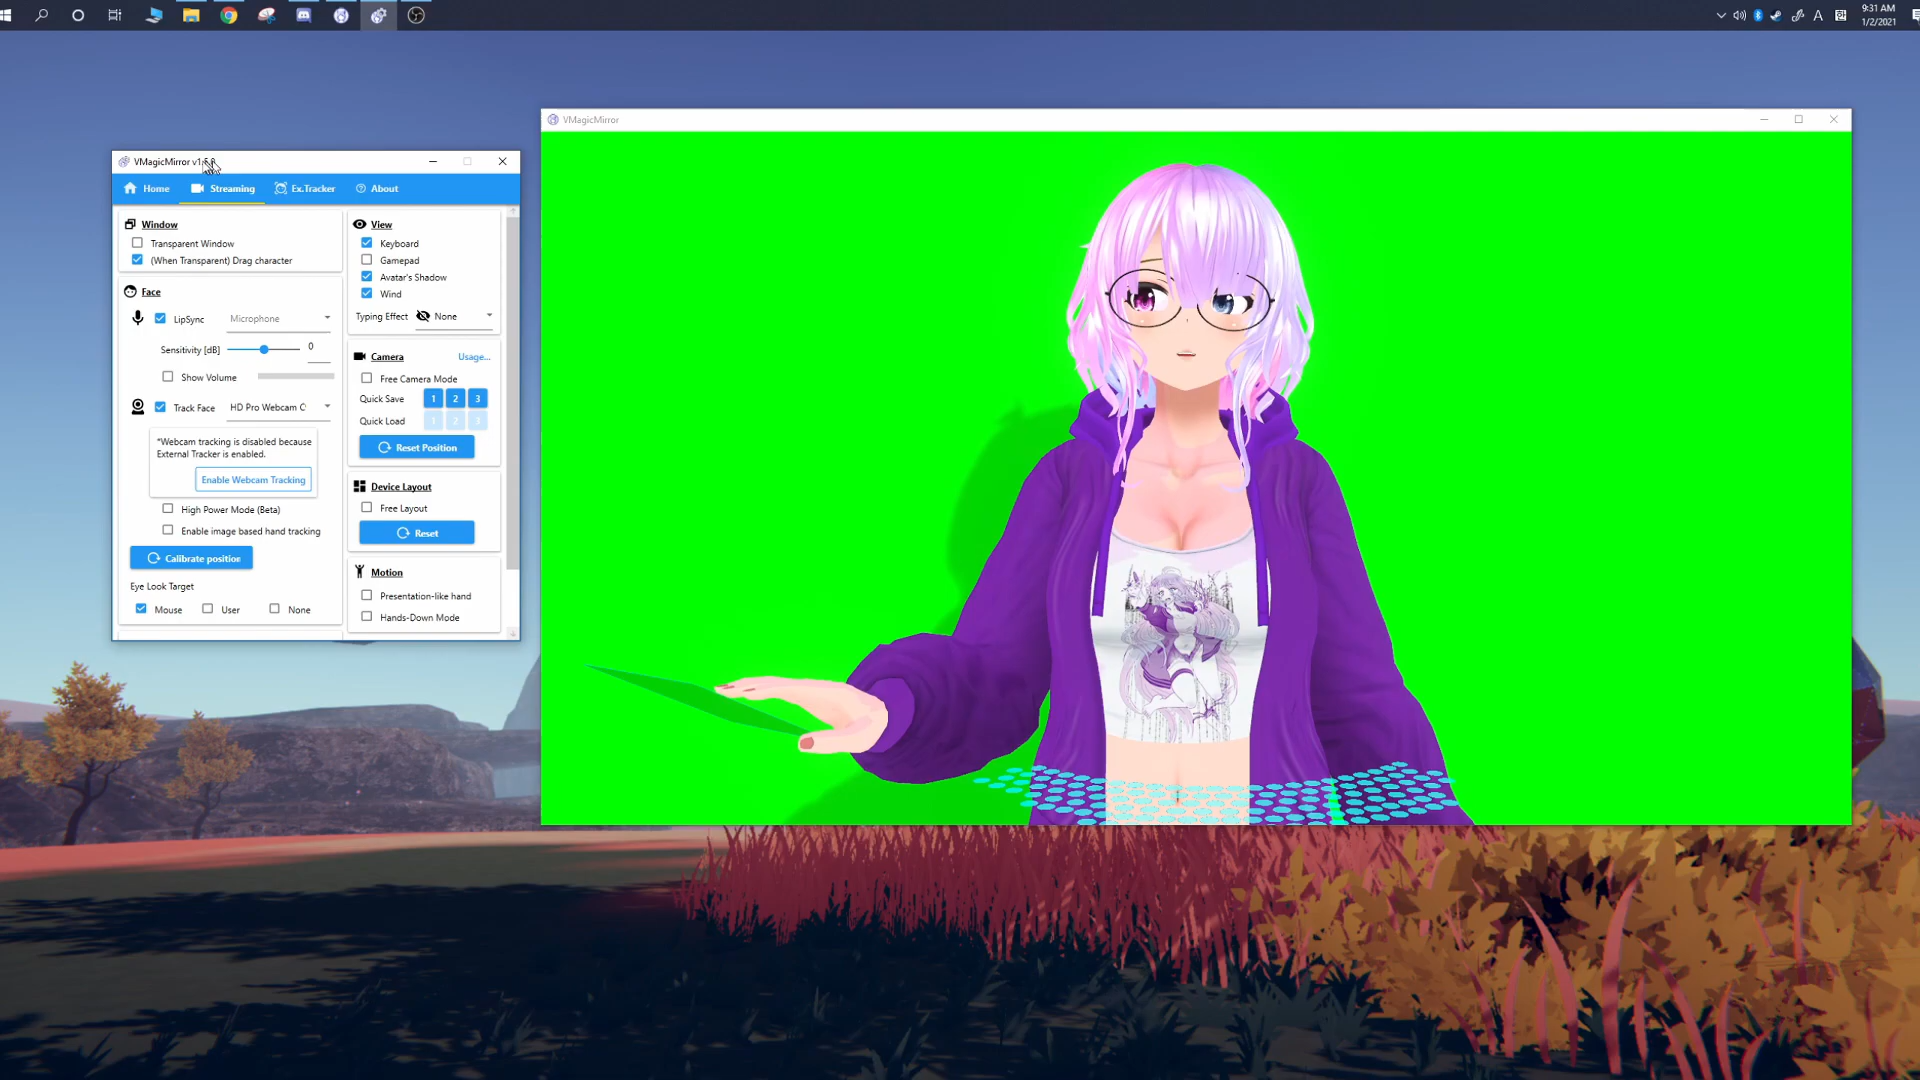 9:31 AM
A
1/2/2021
VMagicMirror
VMagicMirror
Home
Streaming
Ex.Tracker
About
Window
Transparent Window
(When Transparent) Drag character
Face
LipSync
Microphone
Sensitivity [dB]
0
Show Volume
Track Face
HD Pro Webcam C
*Webcam tracking is disabled because
External Tracker is enabled.
Enable Webcam Tracking
High Power Mode (Beta)
Enable image based hand tracking
Calibrate position
Eye Look Target
Mouse
User
None
View
Keyboard
Gamepad
Avatar's Shadow
Wind
Typing Effect
None
Camera
Usage...
Free Camera Mode
Quick Save
1 2 3
Quick Load
1 2 3
Reset Position
Device Layout
Free Layout
Reset
Motion
Presentation-like hand
Hands-Down Mode